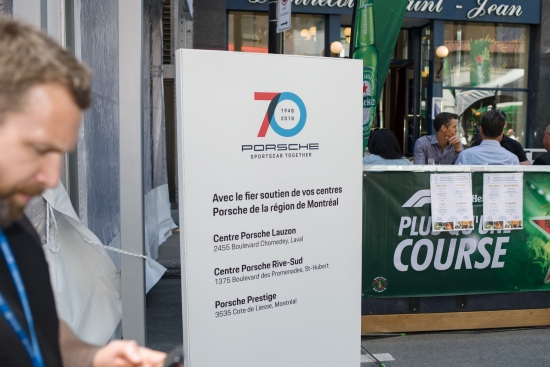 - Jean
70
1948
2018
PORSCHE
SPORTSCAR TOGETHER
Avec le fier soutien de vos centres
Porsche de la région de Montréal
Centre Porsche Lauzon
2455 Boulevard Chomedey, Laval
Centre Porsche Rive-Sud
1375 Boulevard des Promenades, St-Hubert
Porsche Prestige
3535 Cote de Liesse, Montréal
Heineken
COURSE